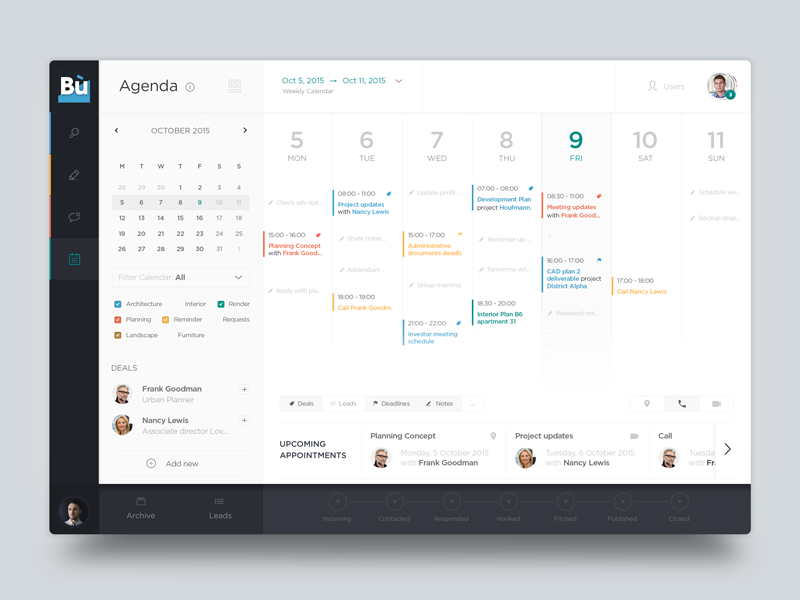 Bù
Agenda
Oct 5, 2015 → Oct 11, 2015
Weekly Calendar
Users
3
OCTOBER 2015
M T W T F S S
28 29 30 1 2 3 4
5 6 7 8 9 10 11
12 13 14 15 16 17 18
19 20 21 22 23 24 25
26 27 28 29 30 31 1
Filter Calendar: All
Architecture Interior Render
Planning Reminder Requests
Landscape Furniture
DEALS
Frank Goodman
Urban Planner
Nancy Lewis
Associate director Lov...
Add new
5
MON
Check ads stat...
15:00 - 16:00
Planning Concept
with Frank Good...
Reply with pla...
6
TUE
08:00 - 11:00
Project updates
with Nancy Lewis
Share notes ...
Addendum...
18:00 - 19:00
Call Frank Goodm.
7
WED
Update profil...
15:00 - 17:00
Administrative
documents deadl.
Group meeting
21:00 - 22:00
Investor meeting
schedule
8
THU
07:00 - 08:00
Development Plan
project Houfmann.
Reminder up...
Tomorrow wil...
18:30 - 20:00
Interior Plan B6
apartment 31
9
FRI
08:30 - 11:00
Meeting updates
with Frank Good...
16:00 - 17:00
CAD plan 2
deliverable project
District Alpha
Weekend not...
10
SAT
17:00 - 18:00
Call Nancy Lewis
11
SUN
Schedule we...
Backup drop...
Deals Leads Deadlines Notes ...
UPCOMING
APPOINTMENTS
Planning Concept
Monday, 5 October 2015
with Frank Goodman
Project updates
Tuesday, 6 October 2015
with Nancy Lewis
Call
Tuesda
with Fr
Archive
Leads
Incoming Contacted Responded Hooked Pitched Published Closed